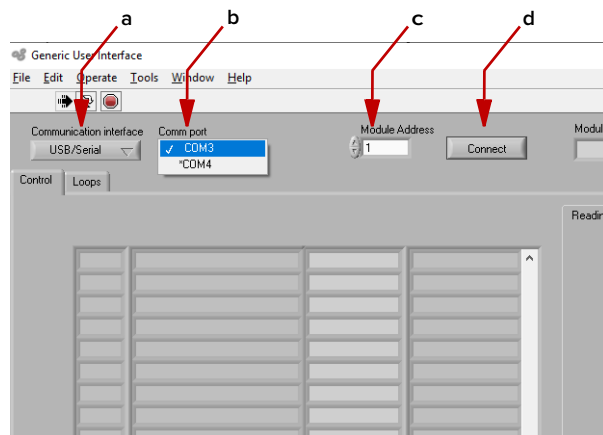 a b c d
Generic User Interface
File Edit Operate Tools Window Help
Communication interface Comm port Module Address Modul
USB/Serial ✓ COM3 1 Connect
*COM4
Control Loops
Readin